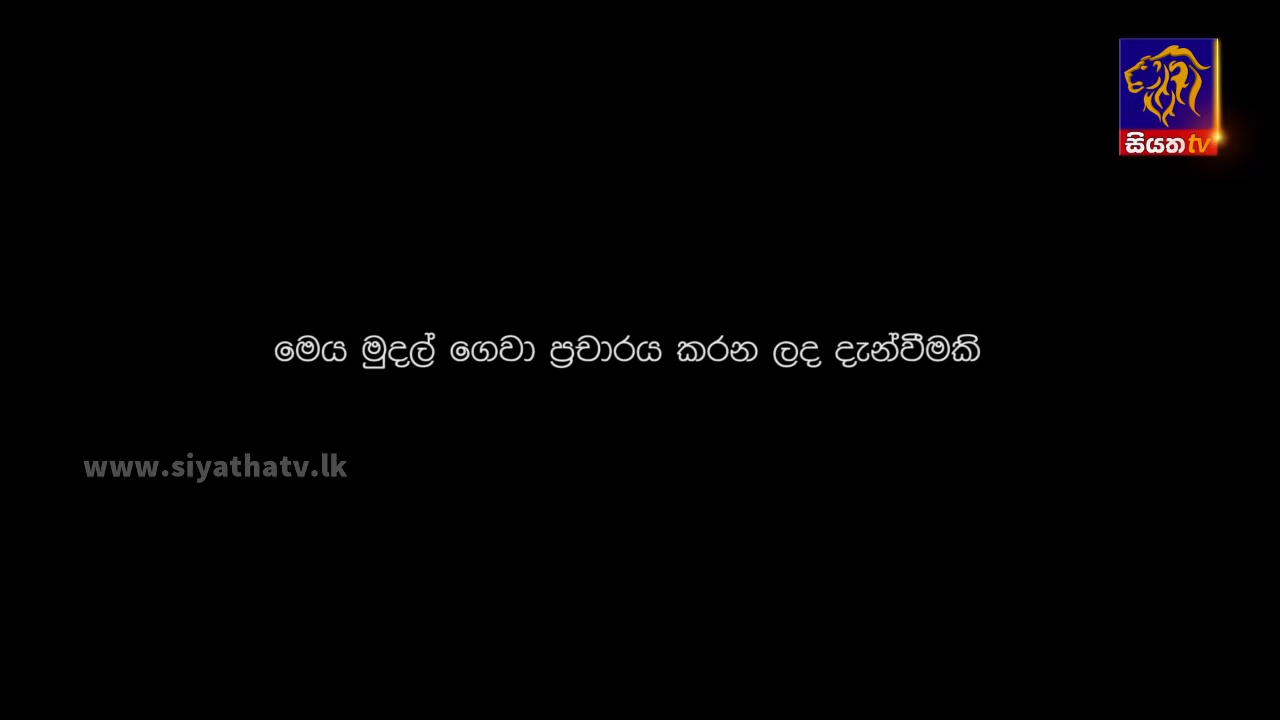 සියත tv
මෙය මුදල් ගෙවා ප්‍රචාරය කරන ලද දැන්වීමකි
www.siyathatv.lk